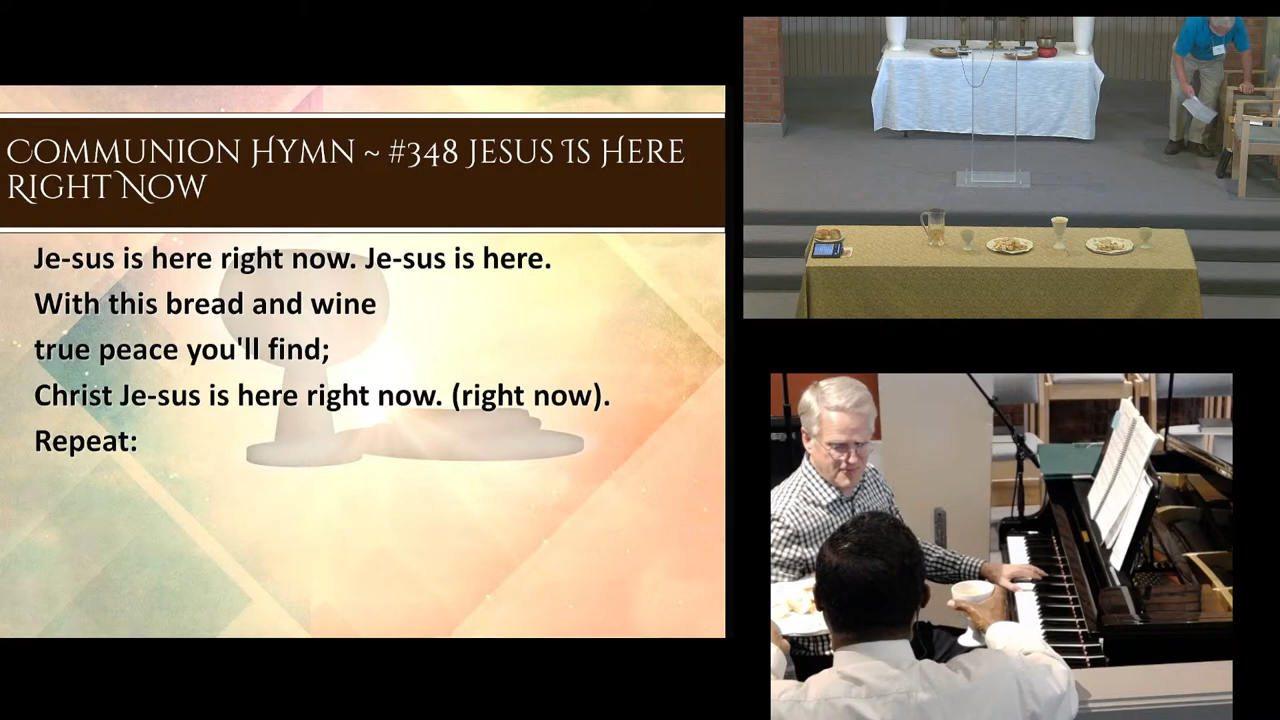 Communion Hymn ~ #348 Jesus Is Here
Right Now
Je-sus is here right now. Je-sus is here.
With this bread and wine
true peace you'll find;
Christ Je-sus is here right now. (right now).
Repeat: